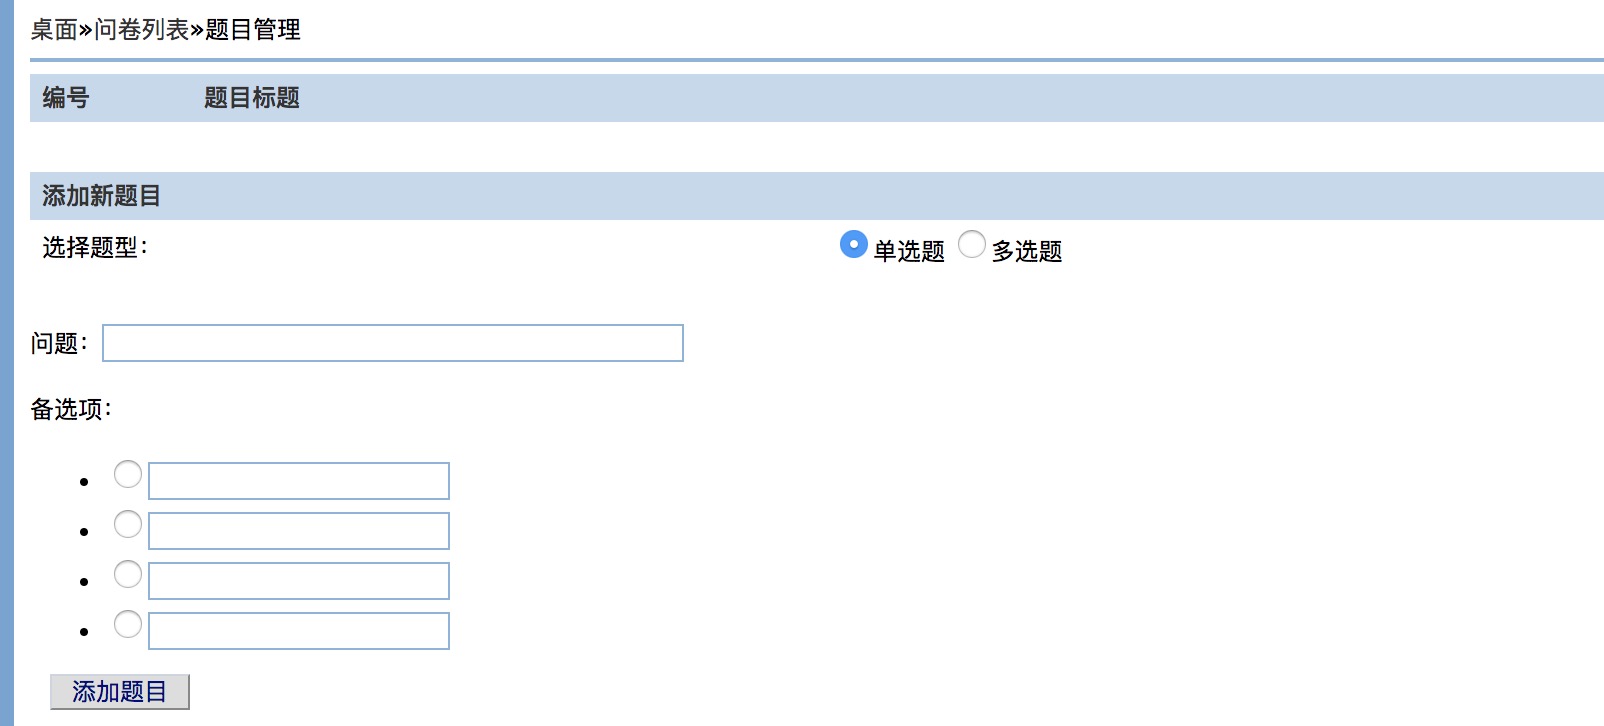 桌面»问卷列表»题目管理
编号 题目标题
添加新题目
选择题型: 单选题 多选题
问题:
备选项:
添加题目